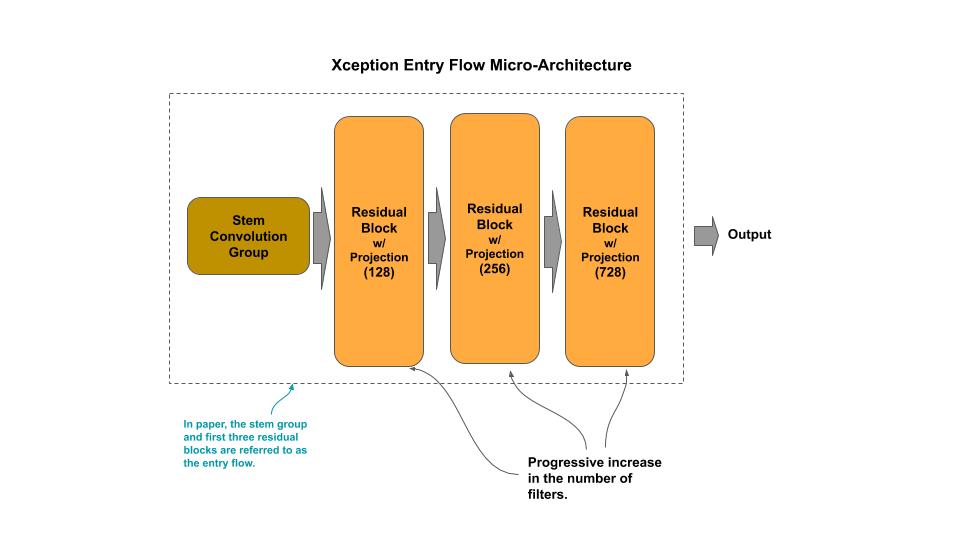 Xception Entry Flow Micro-Architecture
Stem
Convolution
Group
Residual
Block
w/
Projection
(128)
Residual
Block
w/
Projection
(256)
Residual
Block
w/
Projection
(728)
Output
In paper, the stem group
and first three residual
blocks are referred to as
the entry flow.
Progressive increase
in the number of
filters.